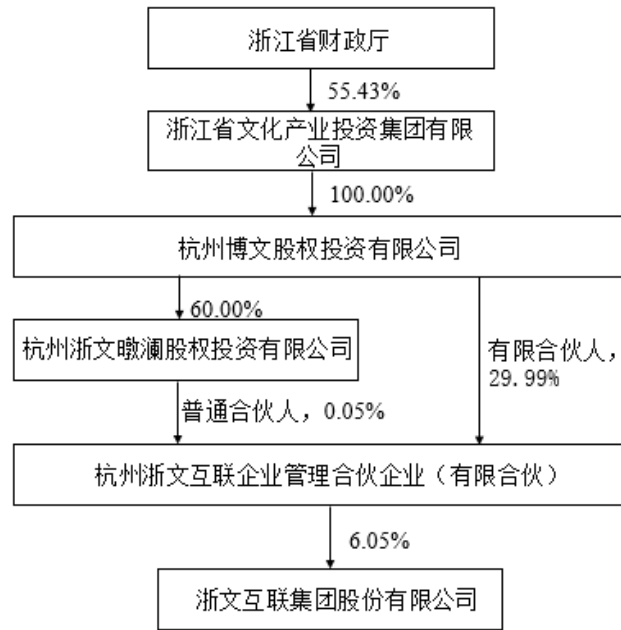 浙江省财政厅
55.43%
浙江省文化产业投资集团有限
公司
100.00%
杭州博文股权投资有限公司
60.00%
杭州浙文暾澜股权投资有限公司
有限合伙人，
29.99%
普通合伙人，0.05%
杭州浙文互联企业管理合伙企业（有限合伙）
6.05%
浙文互联集团股份有限公司